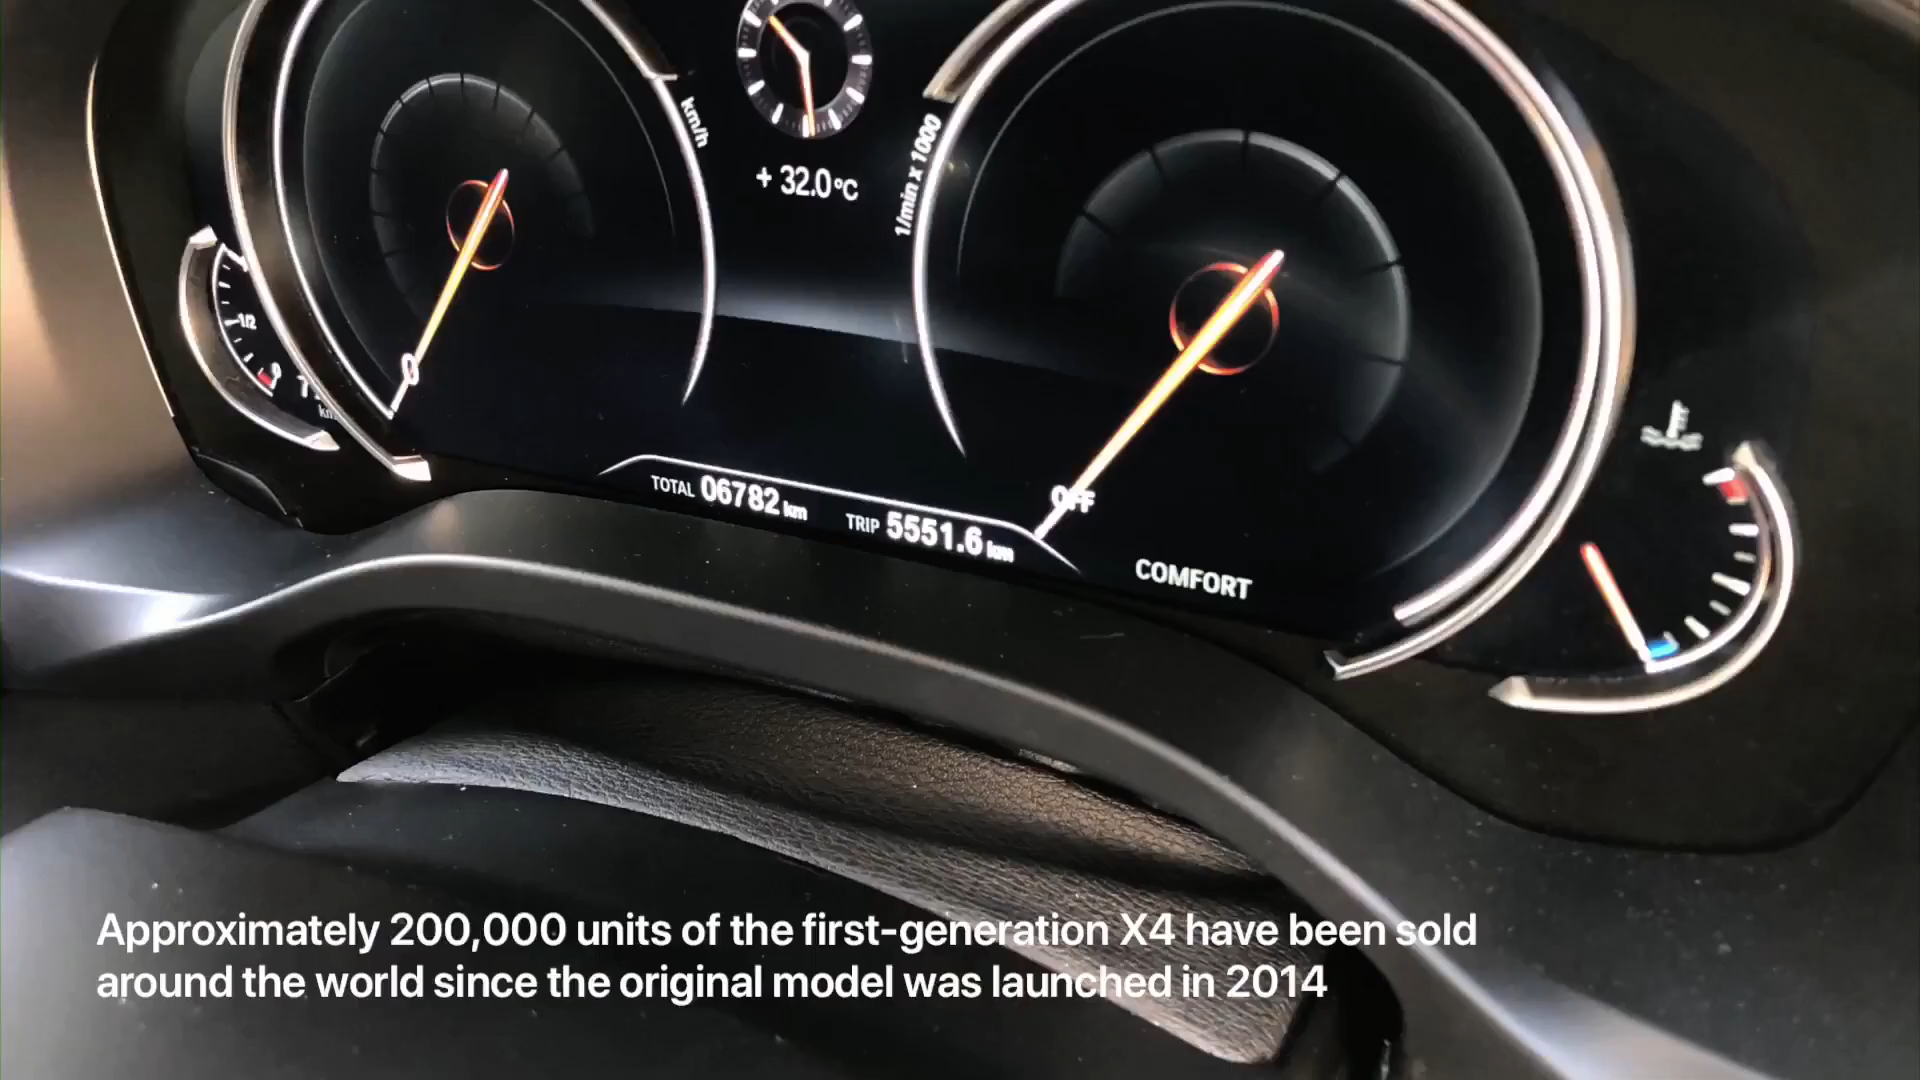 km/h
+ 32.0°C
1/min x 1000
1/2
0
0
TOTAL 06782 km
TRIP 5551.6 km
OFF
COMFORT
Approximately 200,000 units of the first-generation X4 have been sold
around the world since the original model was launched in 2014